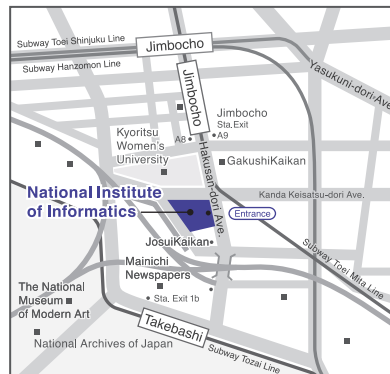 Subway Toei Shinjuku Line
Jimbocho
Subway Hanzomon Line
Yasukuni-dori Ave.
Jimbocho
Jimbocho
Sta. Exit
A8
A9
Kyoritsu
Women's
University
Hakusan-dori Ave.
GakushiKaikan
National Institute
of Informatics
Kanda Keisatsu-dori Ave.
Entrance
JosuiKaikan
Subway Toei Mita Line
Mainichi
Newspapers
The National
Museum
of Modern Art
Sta. Exit 1b
Takebashi
National Archives of Japan
Subway Tozai Line